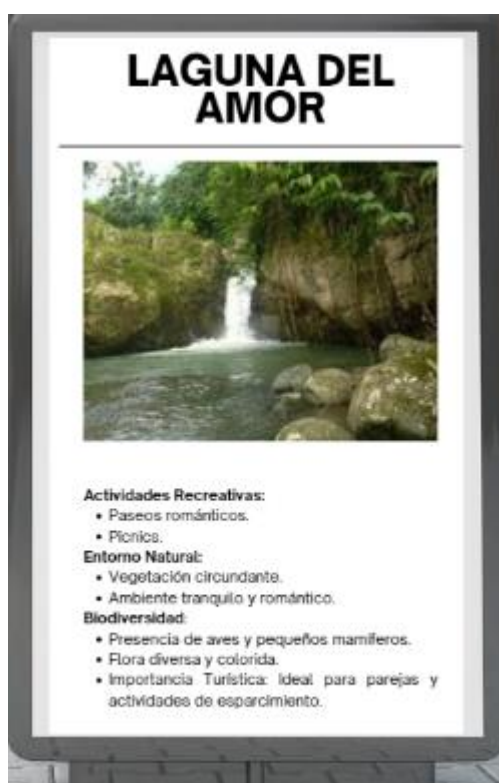 LAGUNA DEL
AMOR
Actividades Recreativas:
• Paseos románticos.
• Picnics.
Entorno Natural:
• Vegetación circundante.
• Ambiente tranquilo y romántico.
Biodiversidad:
• Presencia de aves y pequeños mamíferos.
• Flora diversa y colorida.
• Importancia Turística: Ideal para parejas y
actividades de esparcimiento.